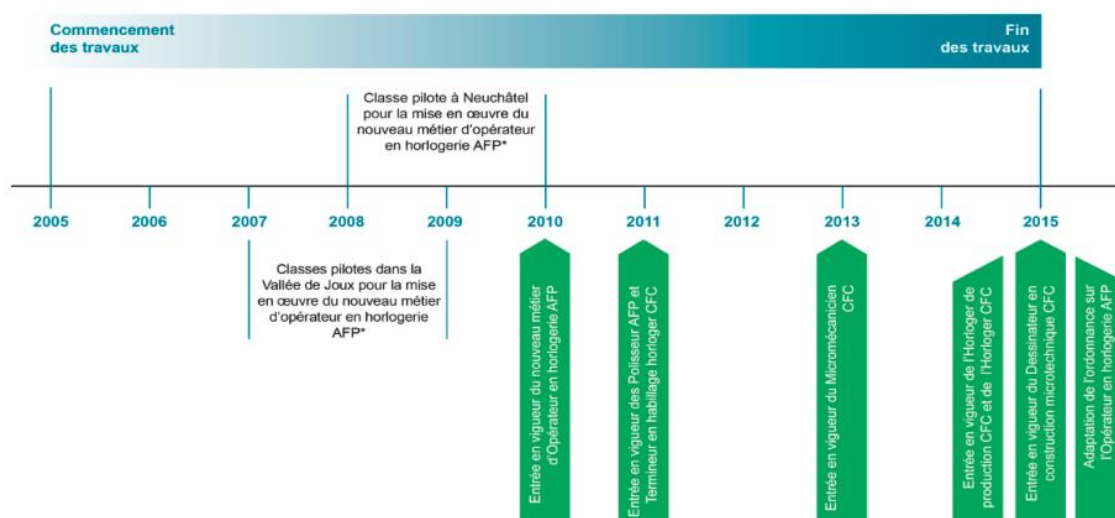 Commencement
des travaux
Fin
des travaux
Classe pilote à Neuchâtel
pour la mise en œuvre du
nouveau métier d'opérateur
en horlogerie AFP*
2005
2006
2007
2008
2009
2010
2011
2012
2013
2014
2015
Classes pilotes dans la
Vallée de Joux pour la mise
en œuvre du nouveau métier
d'opérateur en horlogerie
AFP*
Entrée en vigueur du nouveau métier
d'Opérateur en horlogerie AFP
Entrée en vigueur des Polisseur AFP et
Termineur en habillage horloger CFC
Entrée en vigueur du Micromécanicien
CFC
Entrée en vigueur de l'Horloger de
production CFC et de l'Horloger CFC
Entrée en vigueur du Dessinateur en
construction microtechnique CFC
Adaptation de l'ordonnance sur
l'Opérateur en horlogerie AFP